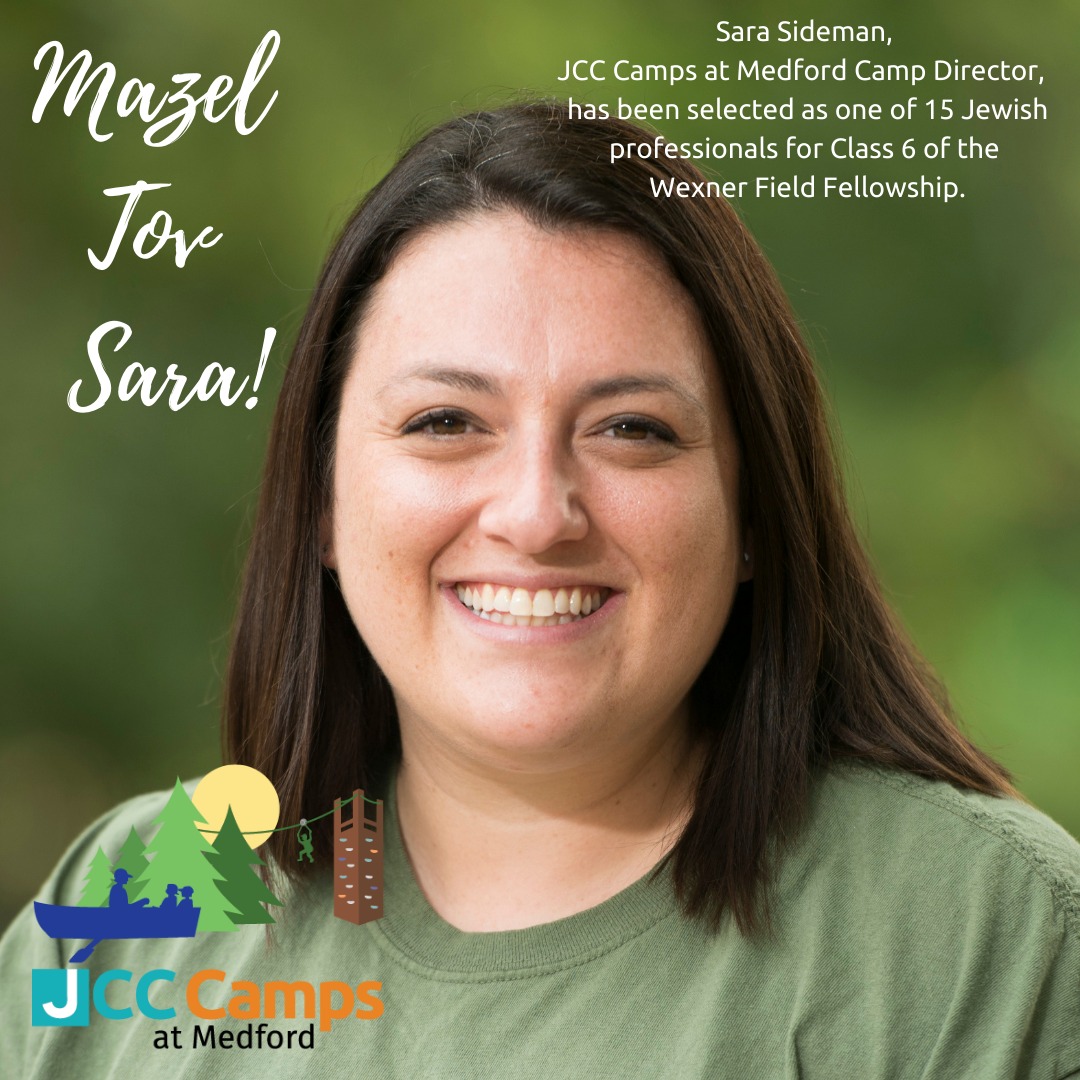 Mazel
Tov
Sara!
Sara Sideman,
JCC Camps at Medford Camp Director,
has been selected as one of 15 Jewish
professionals for Class 6 of the
Wexner Field Fellowship.
JCC Camps
at Medford